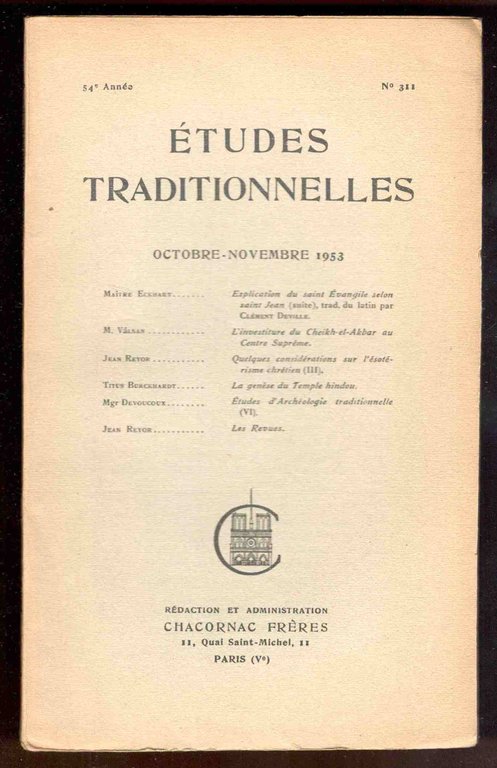 54e Année Nº 311
ÉTUDES
TRADITIONNELLES
OCTOBRE-NOVEMBRE 1953
Maître Eckhart....... Explication du saint Évangile selon
saint Jean (suite), trad. du latin par
Clément Deville.
M. Vâlsan........... L'investiture du Cheikh-el-Akbar au
Centre Suprême.
Jean Reyor.......... Quelques considérations sur l'ésoté-
risme chrétien (III).
Titus Burckhardt..... La genèse du Temple hindou.
Mgr Devoucoux....... Études d'Archéologie traditionnelle
(VI).
Jean Reyor.......... Les Revues.
RÉDACTION ET ADMINISTRATION
CHACORNAC FRÈRES
11, Quai Saint-Michel, 11
PARIS (Ve)